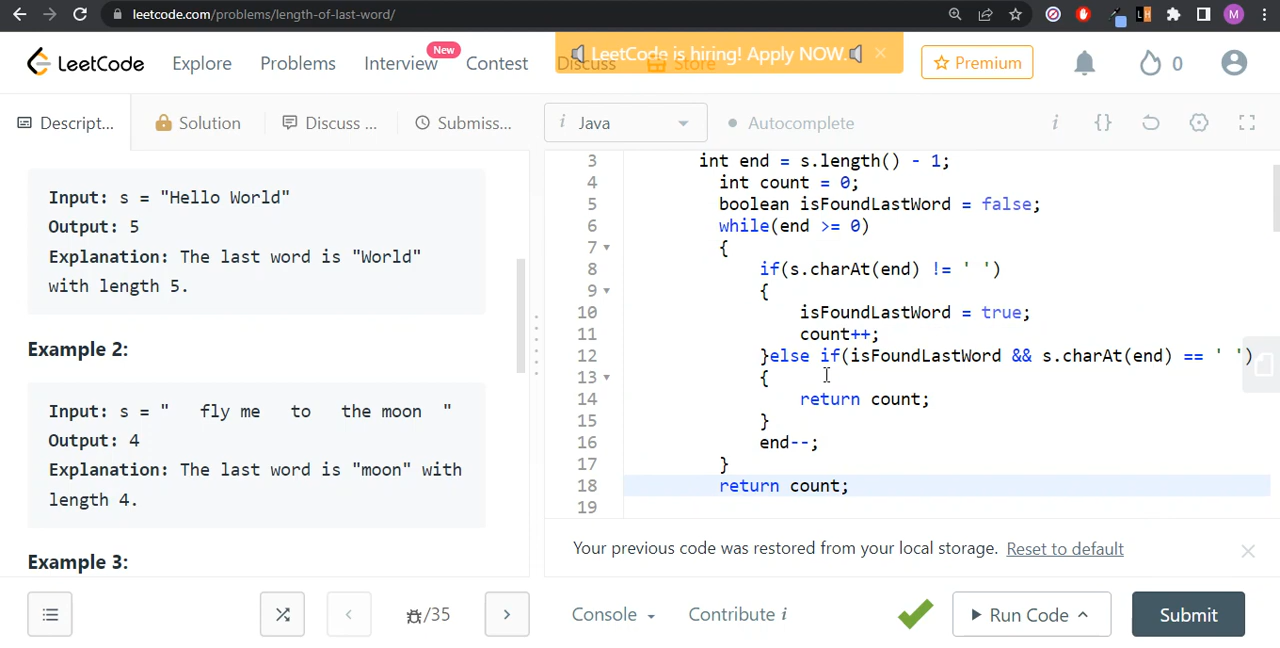 leetcode.com/problems/length-of-last-word/
LH
M
LeetCode
Explore
Problems
Interview
New
Contest
Discuss
Store
LeetCode is hiring! Apply NOW.
×
Premium
0
Descript...
Solution
Discuss ...
Submiss...
i Java
Autocomplete
i
{}
Input: s = "Hello World"
Output: 5
Explanation: The last word is "World"
with length 5.
Example 2:
Input: s = "   fly me   to   the moon  "
Output: 4
Explanation: The last word is "moon" with
length 4.
Example 3:
3 int end = s.length() - 1;
4 int count = 0;
5 boolean isFoundLastWord = false;
6 while(end >= 0)
7 {
8 if(s.charAt(end) != ' ')
9 {
10 isFoundLastWord = true;
11 count++;
12 }else if(isFoundLastWord && s.charAt(end) == ' ')
13 {
14 return count;
15 }
16 end--;
17 }
18 return count;
19
Your previous code was restored from your local storage. Reset to default
/35
Console
Contribute i
Run Code
Submit